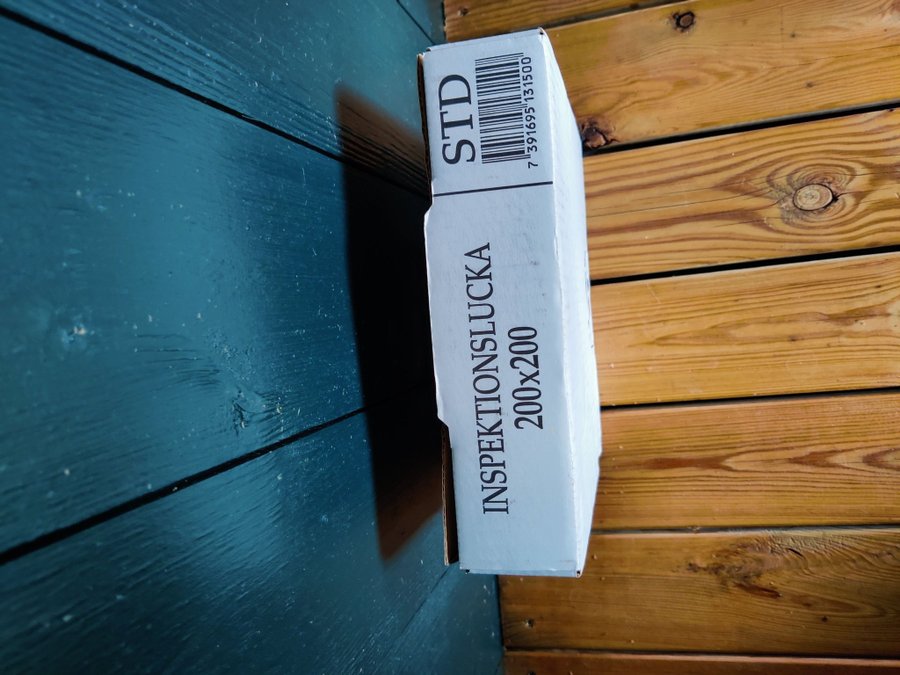 INSPEKTIONSLUCKA
200x200
STD
7 391695 131500